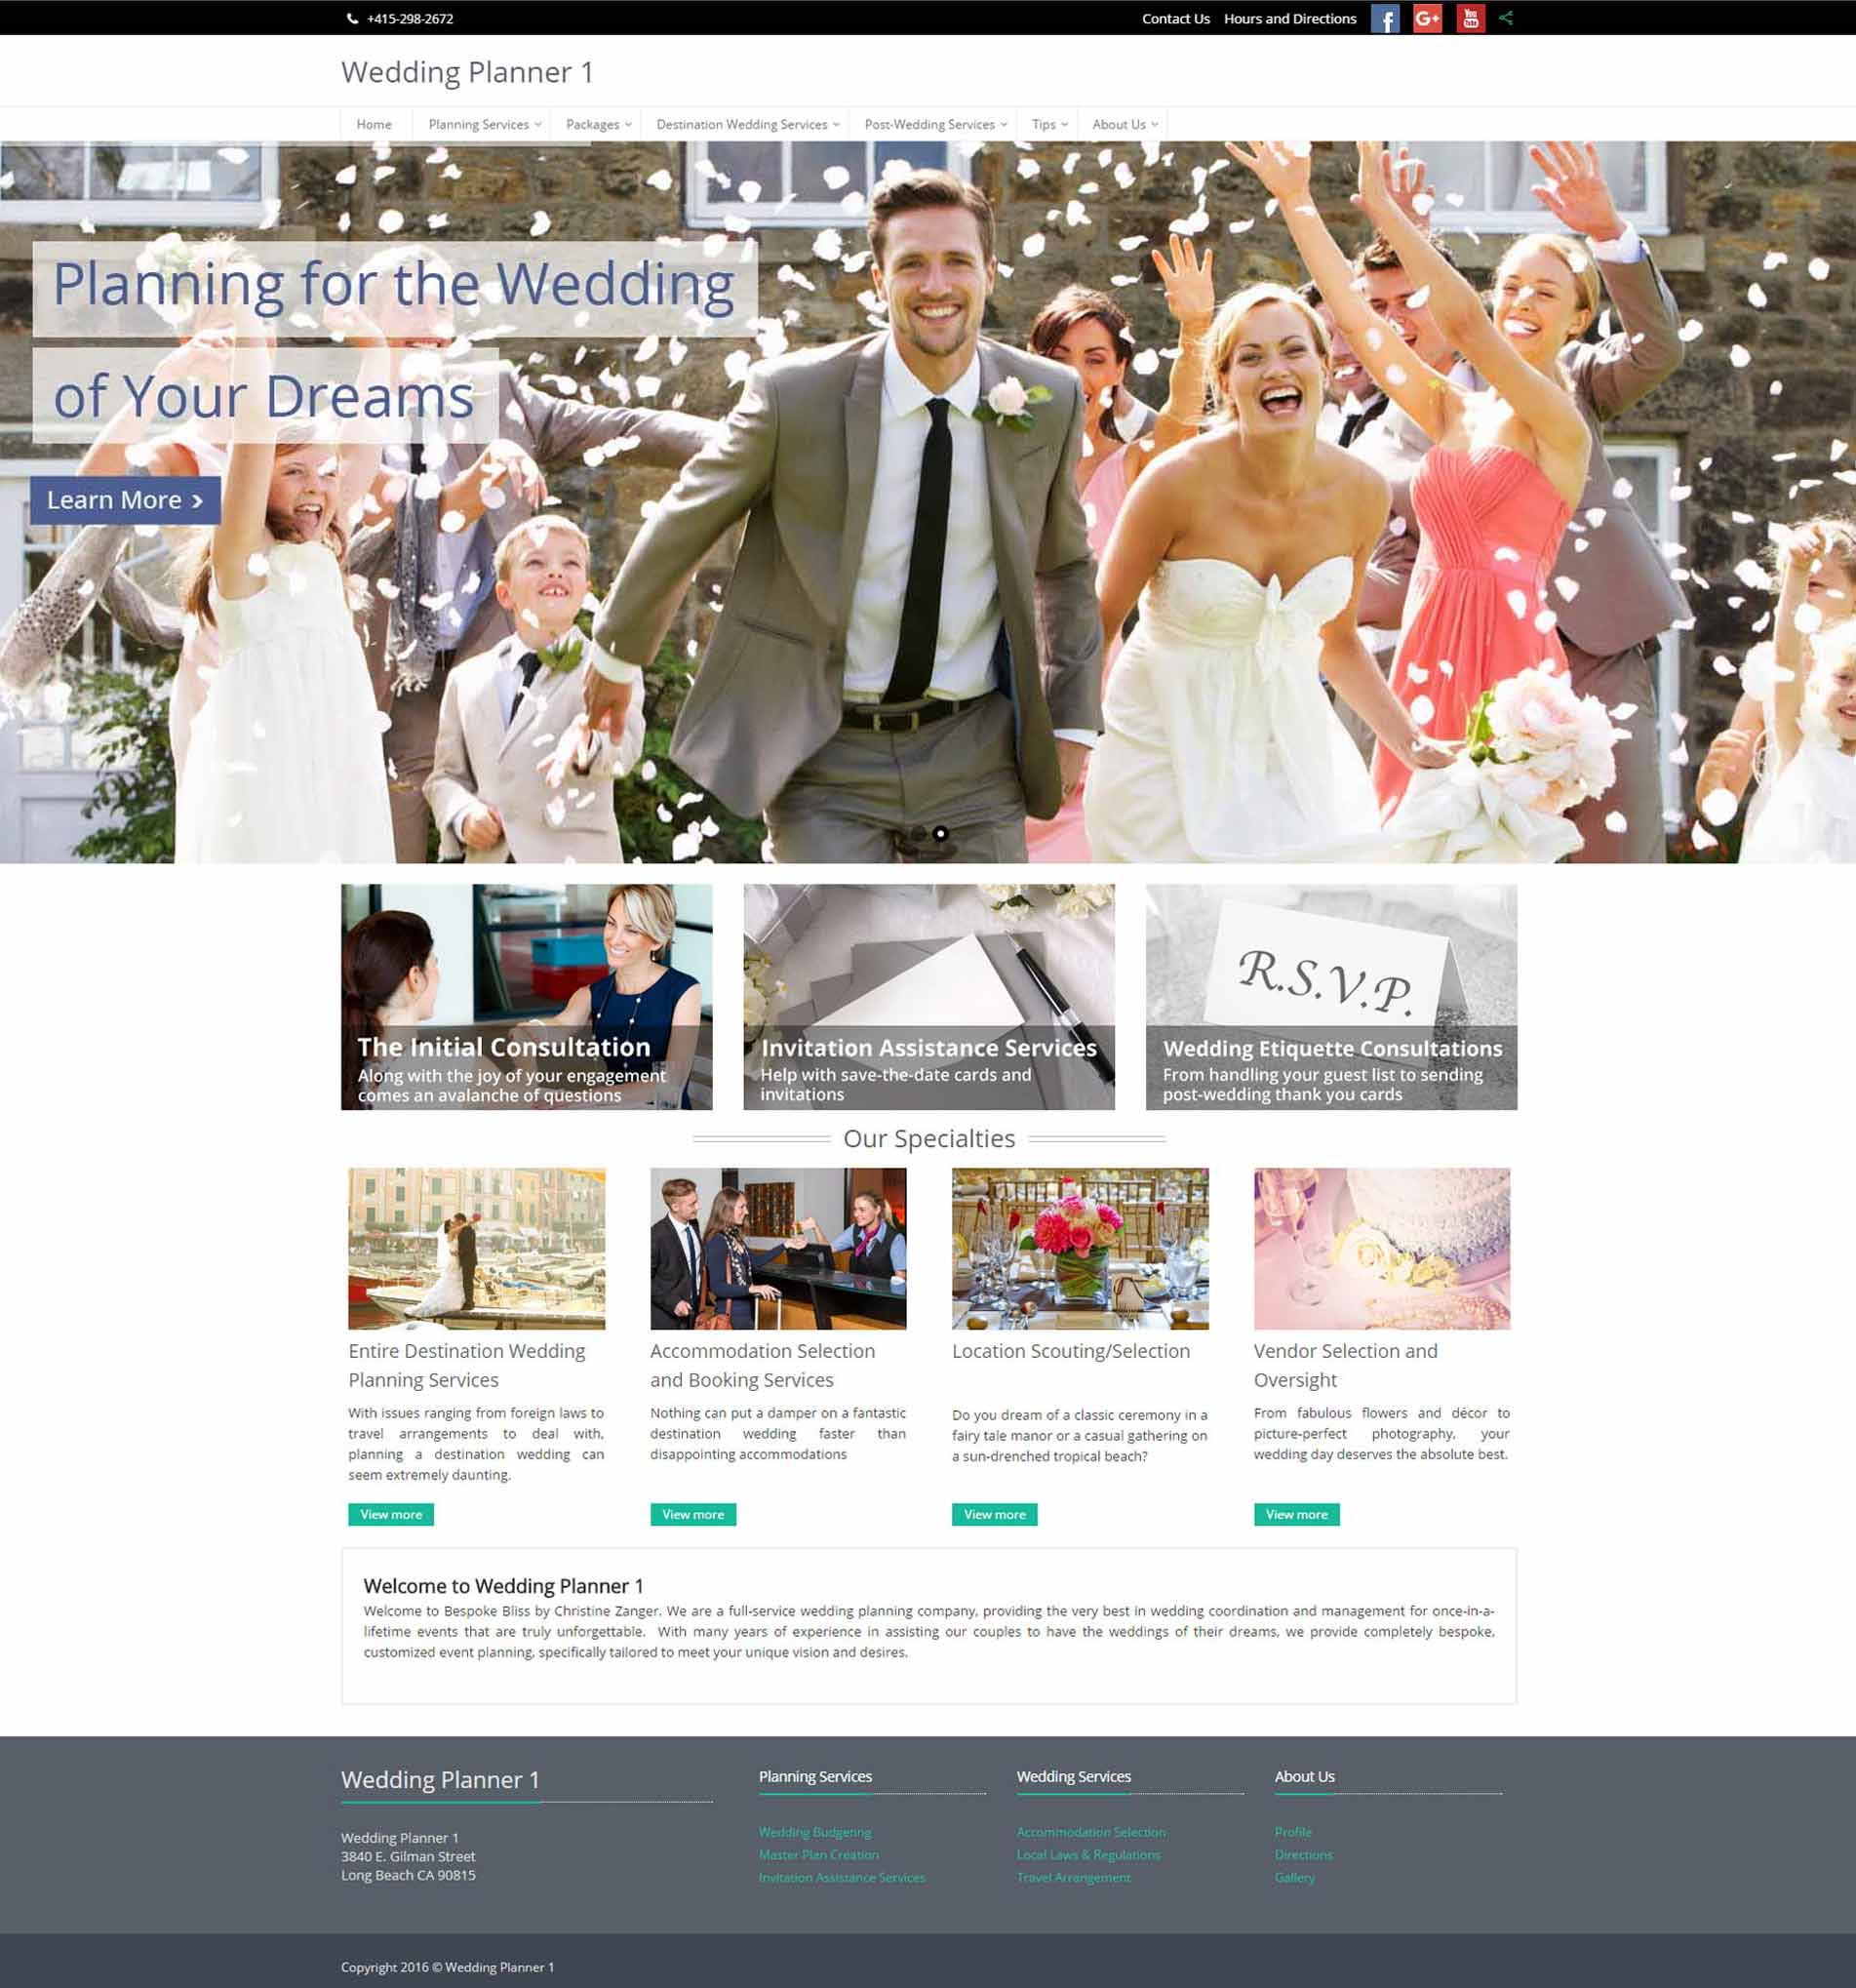 +415-298-2672
Contact Us Hours and Directions
You Tube
Wedding Planner 1
Home Planning Services Packages Destination Wedding Services Post-Wedding Services Tips About Us
Planning for the Wedding
of Your Dreams
Learn More
R.S.V.P.
The Initial Consultation
Along with the joy of your engagement
comes an avalanche of questions
Invitation Assistance Services
Help with save-the-date cards and
invitations
Wedding Etiquette Consultations
From handling your guest list to sending
post-wedding thank you cards
Our Specialties
Entire Destination Wedding
Planning Services
With issues ranging from foreign laws to
travel arrangements to deal with,
planning a destination wedding can
seem extremely daunting.
View more
Accommodation Selection
and Booking Services
Nothing can put a damper on a fantastic
destination wedding faster than
disappointing accommodations
View more
Location Scouting/Selection
Do you dream of a classic ceremony in a
fairy tale manor or a casual gathering on
a sun-drenched tropical beach?
View more
Vendor Selection and
Oversight
From fabulous flowers and décor to
picture-perfect photography, your
wedding day deserves the absolute best.
View more
Welcome to Wedding Planner 1
Welcome to Bespoke Bliss by Christine Zanger. We are a full-service wedding planning company, providing the very best in wedding coordination and management for once-in-a-
lifetime events that are truly unforgettable. With many years of experience in assisting our couples to have the weddings of their dreams, we provide completely bespoke,
customized event planning, specifically tailored to meet your unique vision and desires.
Wedding Planner 1
Wedding Planner 1
3840 E. Gilman Street
Long Beach CA 90815
Planning Services
Wedding Budgeting
Master Plan Creation
Invitation Assistance Services
Wedding Services
Accommodation Selection
Local Laws & Regulations
Travel Arrangement
About Us
Profile
Directions
Gallery
Copyright 2016 © Wedding Planner 1